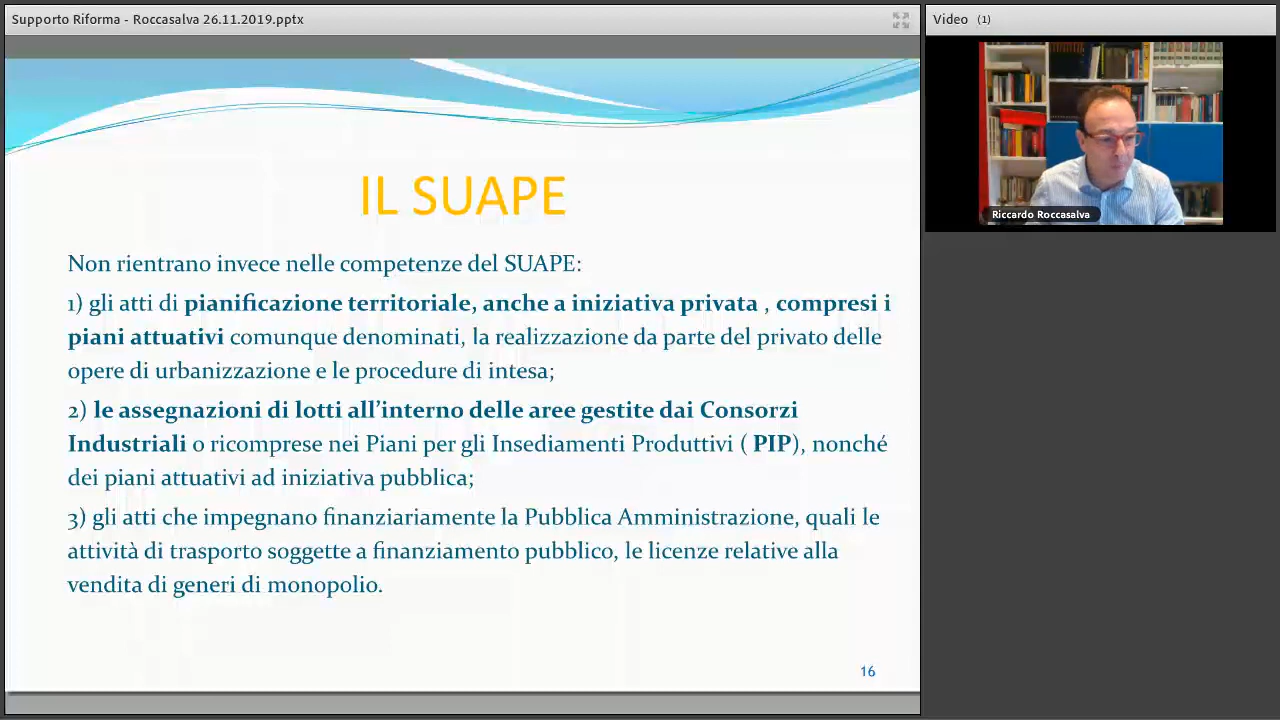 Supporto Riforma - Roccasalva 26.11.2019.pptx
Video (1)
Riccardo Roccasalva
IL SUAPE
Non rientrano invece nelle competenze del SUAPE:
1) gli atti di pianificazione territoriale, anche a iniziativa privata , compresi i
piani attuativi comunque denominati, la realizzazione da parte del privato delle
opere di urbanizzazione e le procedure di intesa;
2) le assegnazioni di lotti all’interno delle aree gestite dai Consorzi
Industriali o ricomprese nei Piani per gli Insediamenti Produttivi ( PIP), nonché
dei piani attuativi ad iniziativa pubblica;
3) gli atti che impegnano finanziariamente la Pubblica Amministrazione, quali le
attività di trasporto soggette a finanziamento pubblico, le licenze relative alla
vendita di generi di monopolio.
16